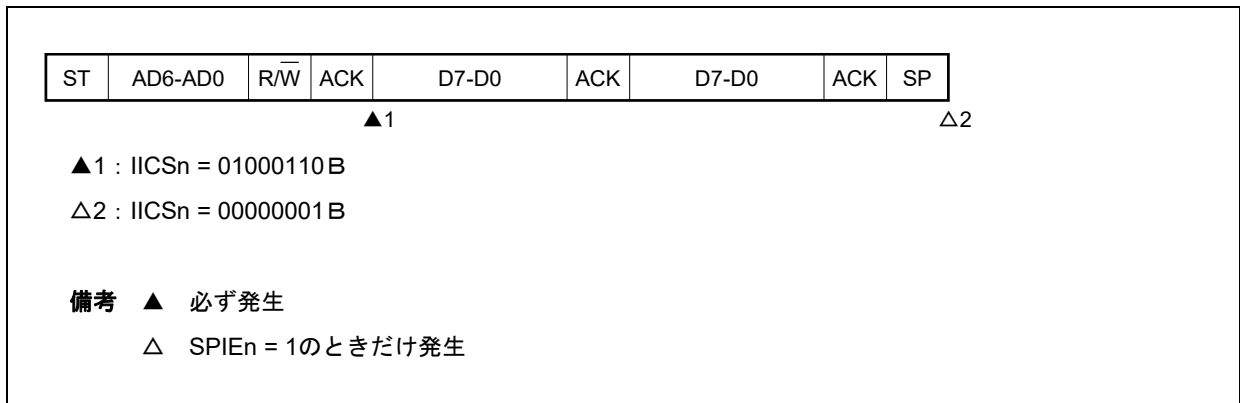 ST AD6-AD0 R/W̅ ACK D7-D0 ACK D7-D0 ACK SP
▲1 △2
▲1：IICSn = 01000110B
△2：IICSn = 00000001B
備考 ▲ 必ず発生
△ SPIEn = 1のときだけ発生